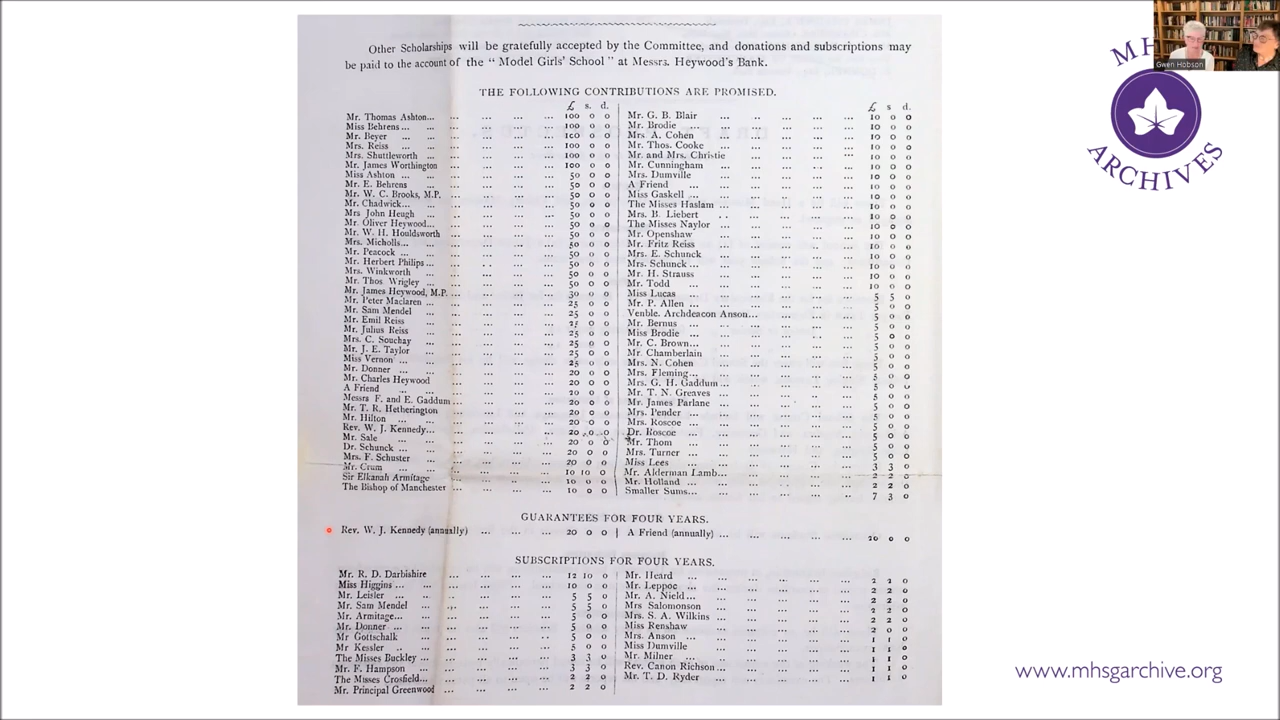 Other Scholarships will be gratefully accepted by the Committee, and donations and subscriptions may
be paid to the account of the "Model Girls' School" at Messrs. Heywood's Bank.
THE FOLLOWING CONTRIBUTIONS ARE PROMISED.
£ s. d.
Mr. Thomas Ashton... ... ... ... 100 0 0
Miss Behrens ... ... ... ... ... 100 0 0
Mr. Beyer ... ... ... ... ... 100 0 0
Mrs. Reiss ... ... ... ... ... 100 0 0
Mrs. Shuttleworth ... ... ... ... 100 0 0
Mr. James Worthington ... ... ... 100 0 0
Miss Ashton ... ... ... ... ... 50 0 0
Mr. E. Behrens ... ... ... ... 50 0 0
Mr. W. C. Brooks, M.P. ... ... ... 50 0 0
Mr. Chadwick... ... ... ... ... 50 0 0
Mrs John Heugh ... ... ... ... 50 0 0
Mr. Oliver Heywood... ... ... ... 50 0 0
Mr. W. H. Houldsworth ... ... ... 50 0 0
Mrs. Micholls... ... ... ... ... 50 0 0
Mr. Peacock ... ... ... ... ... 50 0 0
Mr. Herbert Philips ... ... ... ... 50 0 0
Mrs. Winkworth ... ... ... ... 50 0 0
Mr. Thos Wrigley ... ... ... ... 50 0 0
Mr. James Heywood, M.P. ... ... ... 30 0 0
Mr. Peter Maclaren ... ... ... ... 25 0 0
Mr. Sam Mendel ... ... ... ... 25 0 0
Mr. Emil Reiss ... ... ... ... 25 0 0
Mr. Julius Reiss ... ... ... ... 25 0 0
Mrs. C. Souchay ... ... ... ... 25 0 0
Mr. J. E. Taylor ... ... ... ... 25 0 0
Miss Vernon ... ... ... ... ... 25 0 0
Mr. Donner ... ... ... ... ... 20 0 0
Mr. Charles Heywood ... ... ... 20 0 0
A Friend ... ... ... ... ... 20 0 0
Messrs F. and E. Gaddum ... ... ... 20 0 0
Mr. T. R. Hetherington ... ... ... 20 0 0
Mr. Hilton ... ... ... ... ... 20 0 0
Rev. W. J. Kennedy... ... ... ... 20 0 0
Mr. Sale ... ... ... ... ... 20 0 0
Dr. Schunck ... ... ... ... ... 20 0 0
Mrs. F. Schuster ... ... ... ... 20 0 0
Mr. Crum ... ... ... ... ... 10 10 0
Sir Elkanah Armitage ... ... ... 10 0 0
The Bishop of Manchester ... ... ... 10 0 0
£ s d.
Mr. G. B. Blair ... ... ... ... 10 0 0
Mr. Brodie ... ... ... ... ... 10 0 0
Mrs A. Cohen ... ... ... ... 10 0 0
Mr. Thos. Cooke ... ... ... ... 10 0 0
Mr. and Mrs. Christie ... ... ... 10 0 0
Mr. Cunningham ... ... ... ... 10 0 0
Mrs. Dumville ... ... ... ... 10 0 0
A Friend ... ... ... ... ... 10 0 0
Miss Gaskell ... ... ... ... ... 10 0 0
The Misses Haslam ... ... ... ... 10 0 0
Mrs. B. Liebert ... ... ... ... 10 0 0
The Misses Naylor ... ... ... ... 10 0 0
Mr. Openshaw ... ... ... ... 10 0 0
Mr. Fritz Reiss ... ... ... ... 10 0 0
Mrs. E. Schunck ... ... ... ... 10 0 0
Mrs. Schunck ... ... ... ... ... 10 0 0
Mr. H. Strauss ... ... ... ... 10 0 0
Mr. Todd ... ... ... ... ... 10 0 0
Miss Lucas ... ... ... ... ... 5 5 0
Mr. P. Allen ... ... ... ... ... 5 0 0
Venble. Archdeacon Anson... ... ... 5 0 0
Mr. Bernus ... ... ... ... ... 5 0 0
Miss Brodie ... ... ... ... ... 5 0 0
Mr. C. Brown... ... ... ... ... 5 0 0
Mr. Chamberlain ... ... ... ... 5 0 0
Mrs. N. Cohen ... ... ... ... 5 0 0
Mrs. Fleming... ... ... ... ... 5 0 0
Mrs. G. H. Gaddum... ... ... ... 5 0 0
Mr. T. N. Greaves ... ... ... ... 5 0 0
Mr. James Parlane ... ... ... ... 5 0 0
Mrs. Pender ... ... ... ... ... 5 0 0
Mrs. Roscoe ... ... ... ... ... 5 0 0
Dr. Roscoe ... ... ... ... ... 5 0 0
Mr. Thom ... ... ... ... ... 5 0 0
Mrs. Turner ... ... ... ... ... 5 0 0
Miss Lees ... ... ... ... ... 3 3 0
Mr. Alderman Lamb... ... ... ... 2 2 0
Mr. Holland ... ... ... ... ... 2 2 0
Smaller Sums... ... ... ... ... 7 3 0
GUARANTEES FOR FOUR YEARS.
Rev. W. J. Kennedy (annually) ... ... ... 20 0 0
A Friend (annually) ... ... ... ... 20 0 0
SUBSCRIPTIONS FOR FOUR YEARS.
Mr. R. D. Darbishire ... ... ... 12 10 0
Miss Higgins ... ... ... ... ... 10 0 0
Mr. Leisler ... ... ... ... ... 5 5 0
Mr. Sam Mendel ... ... ... ... 5 5 0
Mr. Armitage... ... ... ... ... 5 0 0
Mr. Donner ... ... ... ... ... 5 0 0
Mr Gottschalk ... ... ... ... 5 0 0
Mr Kessler ... ... ... ... ... 5 0 0
The Misses Buckley ... ... ... ... 3 3 0
Mr. F. Hampson ... ... ... ... 3 3 0
The Misses Crosfield... ... ... ... 2 2 0
Mr. Principal Greenwood ... ... ... 2 2 0
Mr. Heard ... ... ... ... ... 2 2 0
Mr. Leppoc ... ... ... ... ... 2 2 0
Mr. A. Nield... ... ... ... ... 2 2 0
Mrs Salomonson ... ... ... ... 2 2 0
Mrs. S. A. Wilkins ... ... ... ... 2 2 0
Miss Renshaw ... ... ... ... 2 0 0
Mrs. Anson ... ... ... ... ... 1 1 0
Miss Dumville ... ... ... ... 1 1 0
Mr. Milner ... ... ... ... ... 1 1 0
Rev. Canon Richson... ... ... ... 1 1 0
Mr. T. D. Ryder ... ... ... ... 1 1 0
Gwen Hobson
MH
ARCHIVES
www.mhsgarchive.org